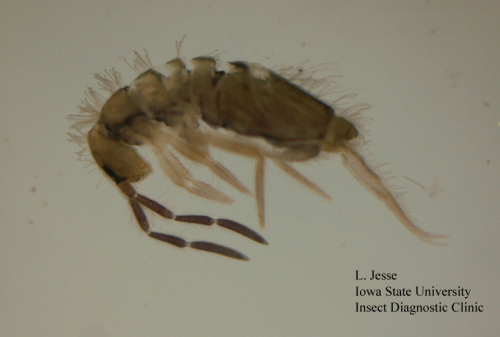 L. Jesse
Iowa State University
Insect Diagnostic Clinic